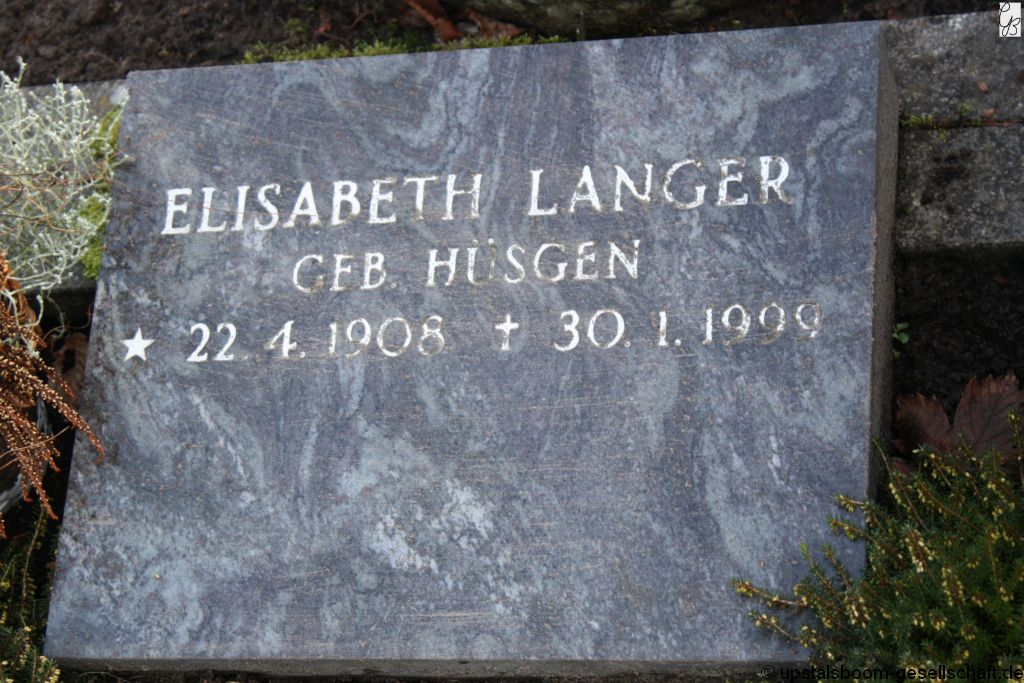 ELISABETH LANGER
GEB. HÜSGEN
★ 22. 4. 1908 ✝ 30. 1. 1999
© upstalsboom-gesellschaft.de